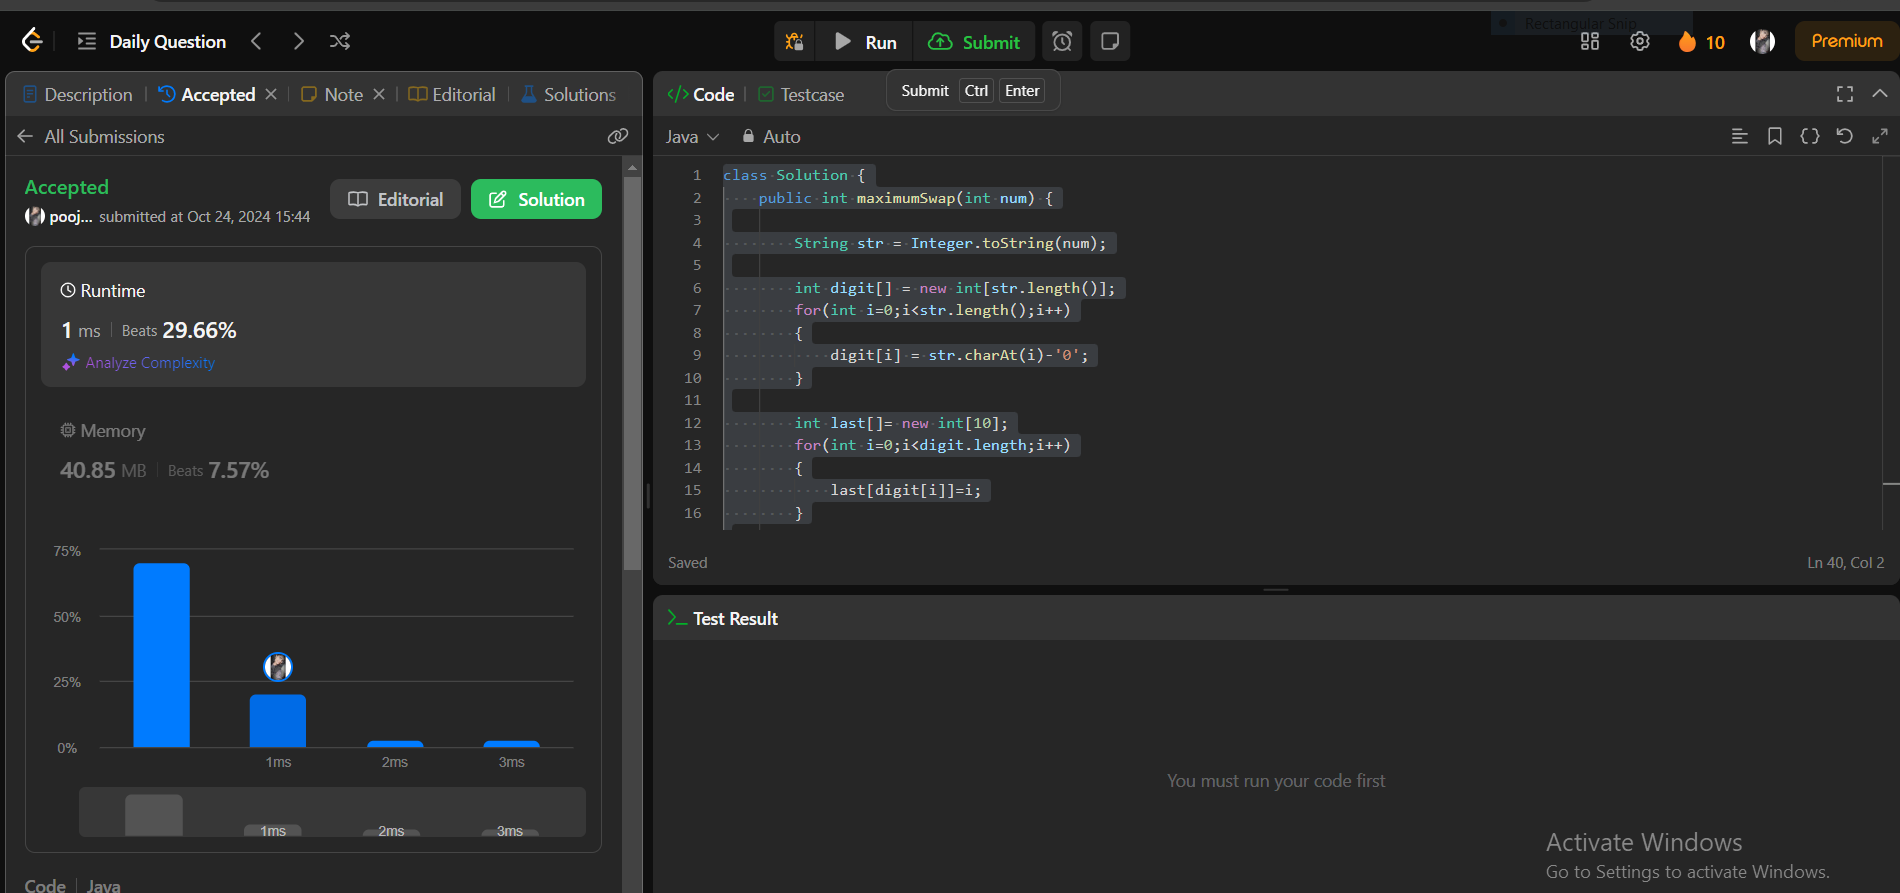 Rectangular Snip
Daily Question
Run
Submit
10
Premium
Description
Accepted
Note
Editorial
Solutions
All Submissions
Accepted
pooj... submitted at Oct 24, 2024 15:44
Editorial
Solution
Runtime
1 ms Beats 29.66%
Analyze Complexity
Memory
40.85 MB Beats 7.57%
75%
50%
25%
0%
1ms 2ms 3ms
1ms 2ms 3ms
Code Java
</> Code
Testcase
Submit Ctrl Enter
Java Auto
1 class Solution {
2 public int maximumSwap(int num) {
3
4 String str = Integer.toString(num);
5
6 int digit[] = new int[str.length()];
7 for(int i=0;i<str.length();i++)
8 {
9 digit[i] = str.charAt(i)-'0';
10 }
11
12 int last[]= new int[10];
13 for(int i=0;i<digit.length;i++)
14 {
15 last[digit[i]]=i;
16 }
Saved
Ln 40, Col 2
Test Result
You must run your code first
Activate Windows
Go to Settings to activate Windows.